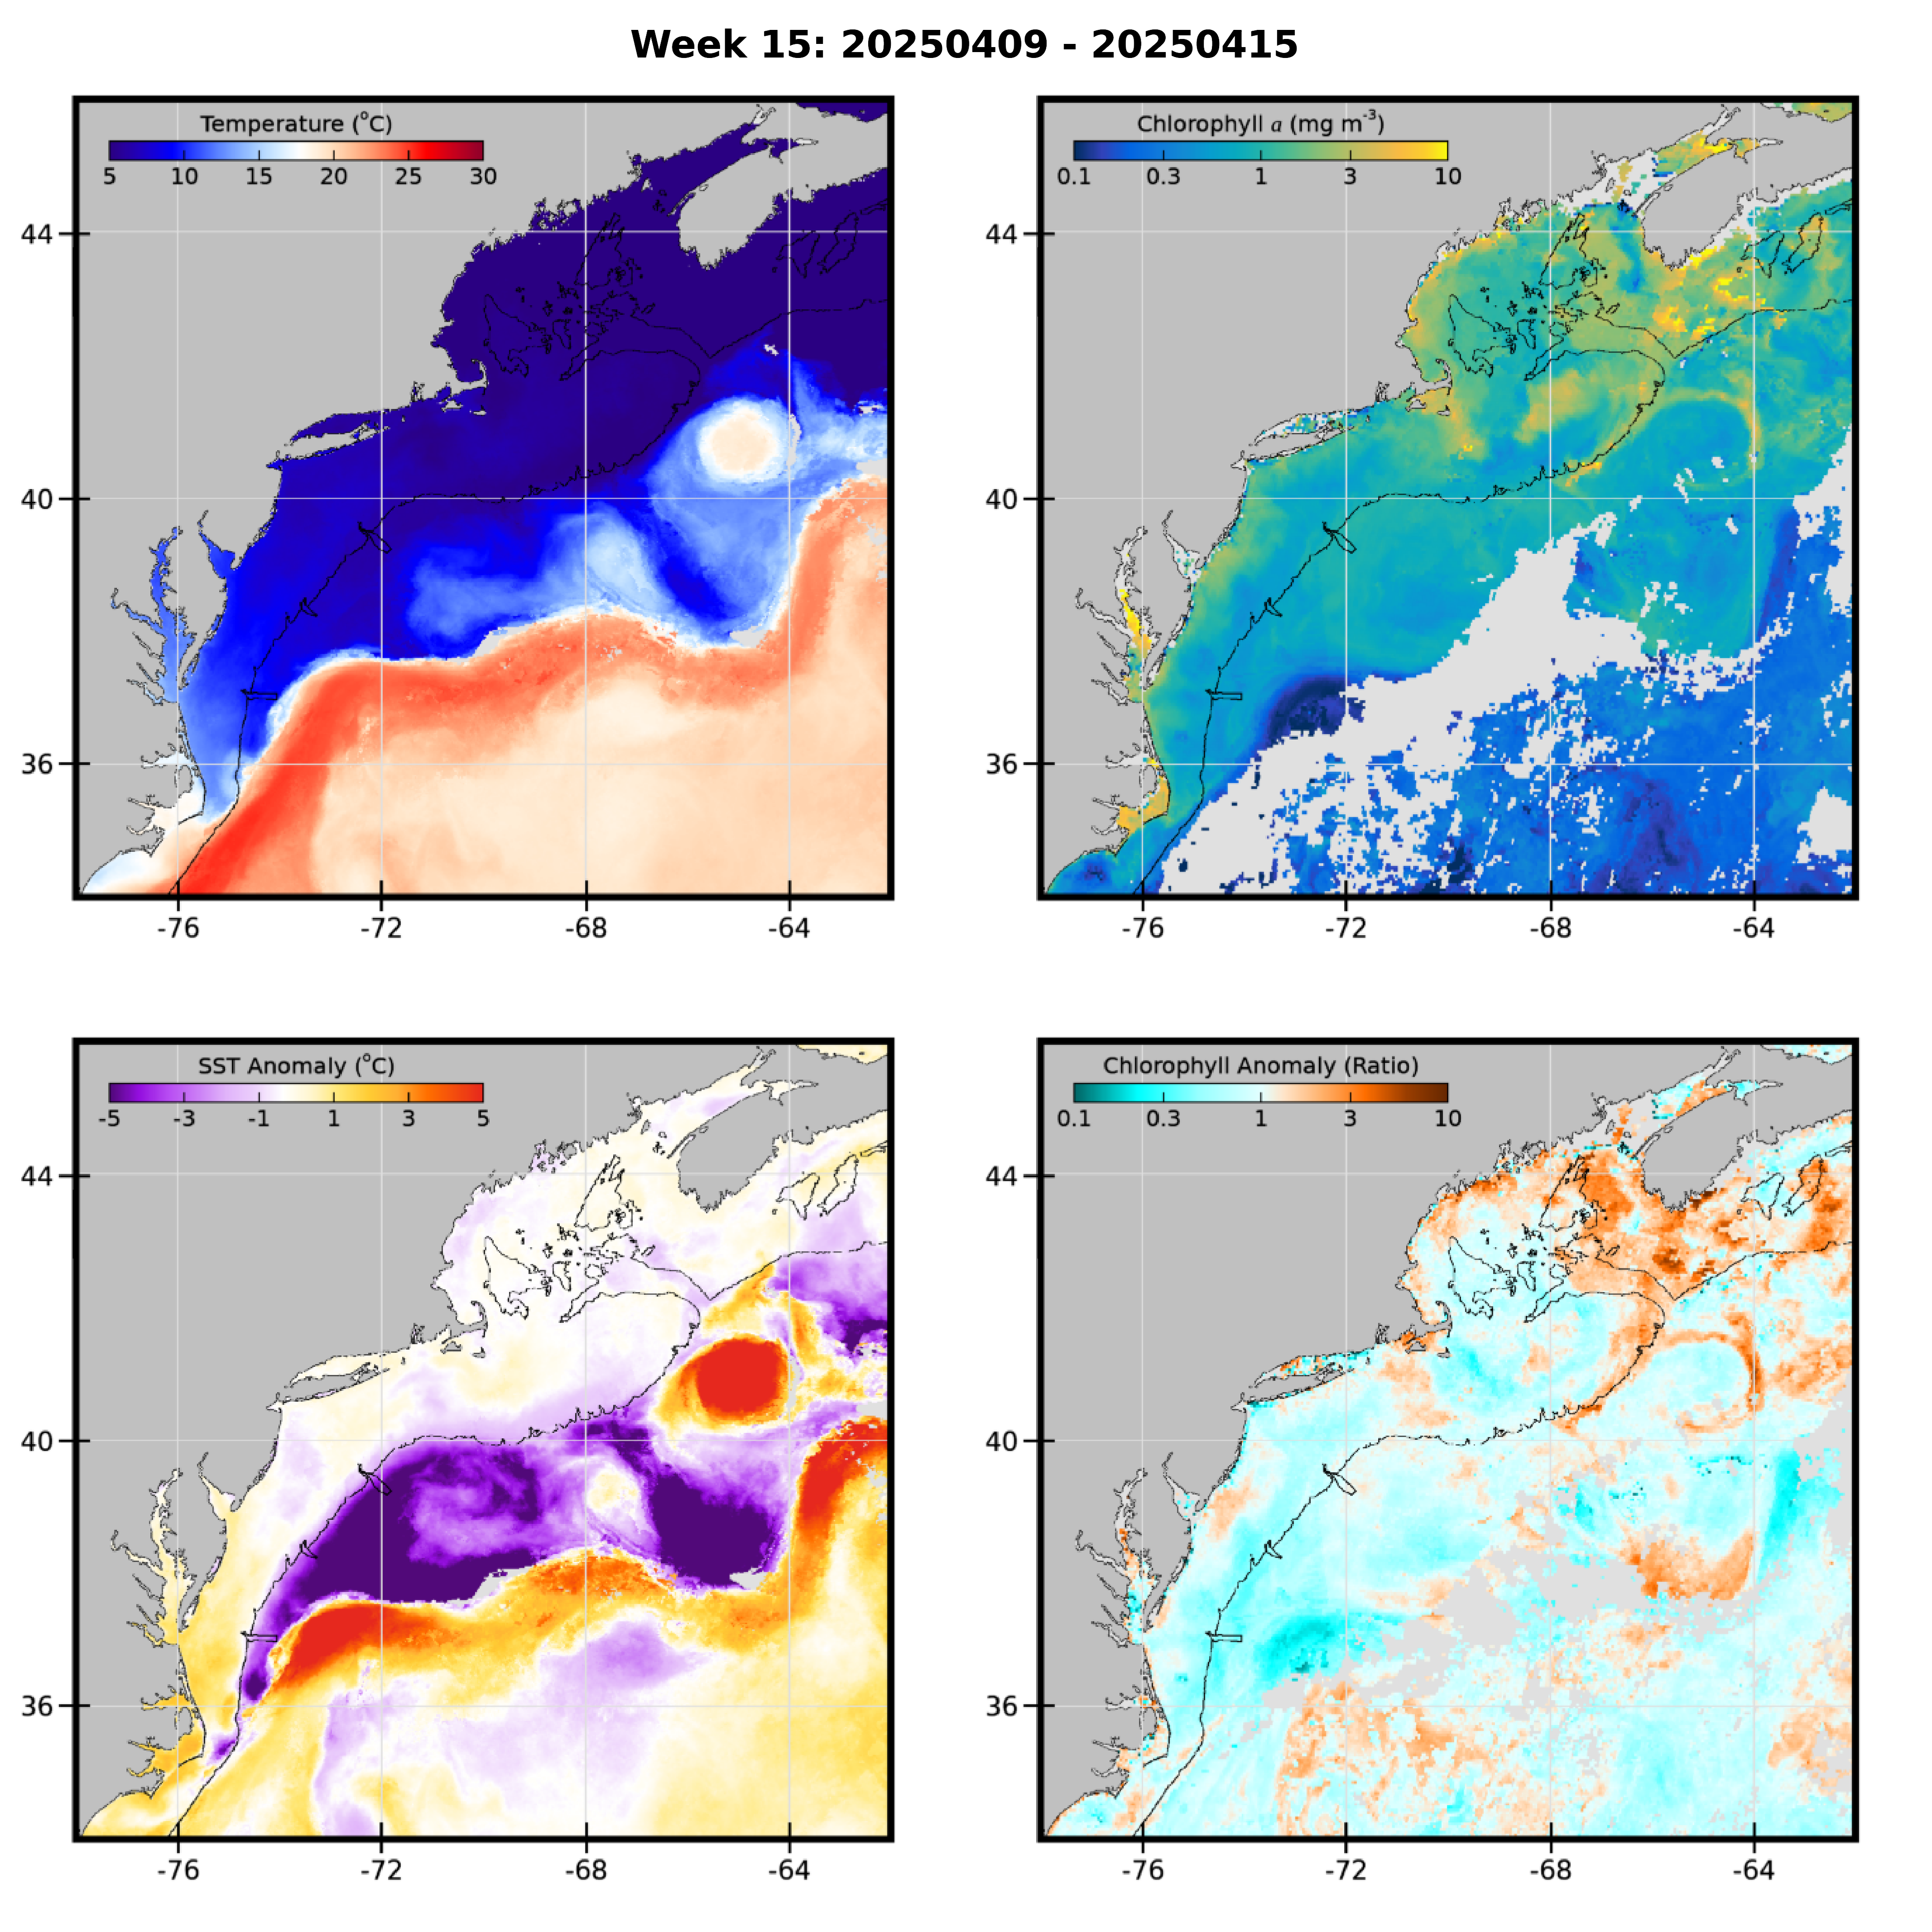 Week 15: 20250409 - 20250415
Temperature (°C)
5 10 15 20 25 30
44
40
36
-76 -72 -68 -64
Chlorophyll a (mg m⁻³)
0.1 0.3 1 3 10
44
40
36
-76 -72 -68 -64
SST Anomaly (°C)
-5 -3 -1 1 3 5
44
40
36
-76 -72 -68 -64
Chlorophyll Anomaly (Ratio)
0.1 0.3 1 3 10
44
40
36
-76 -72 -68 -64